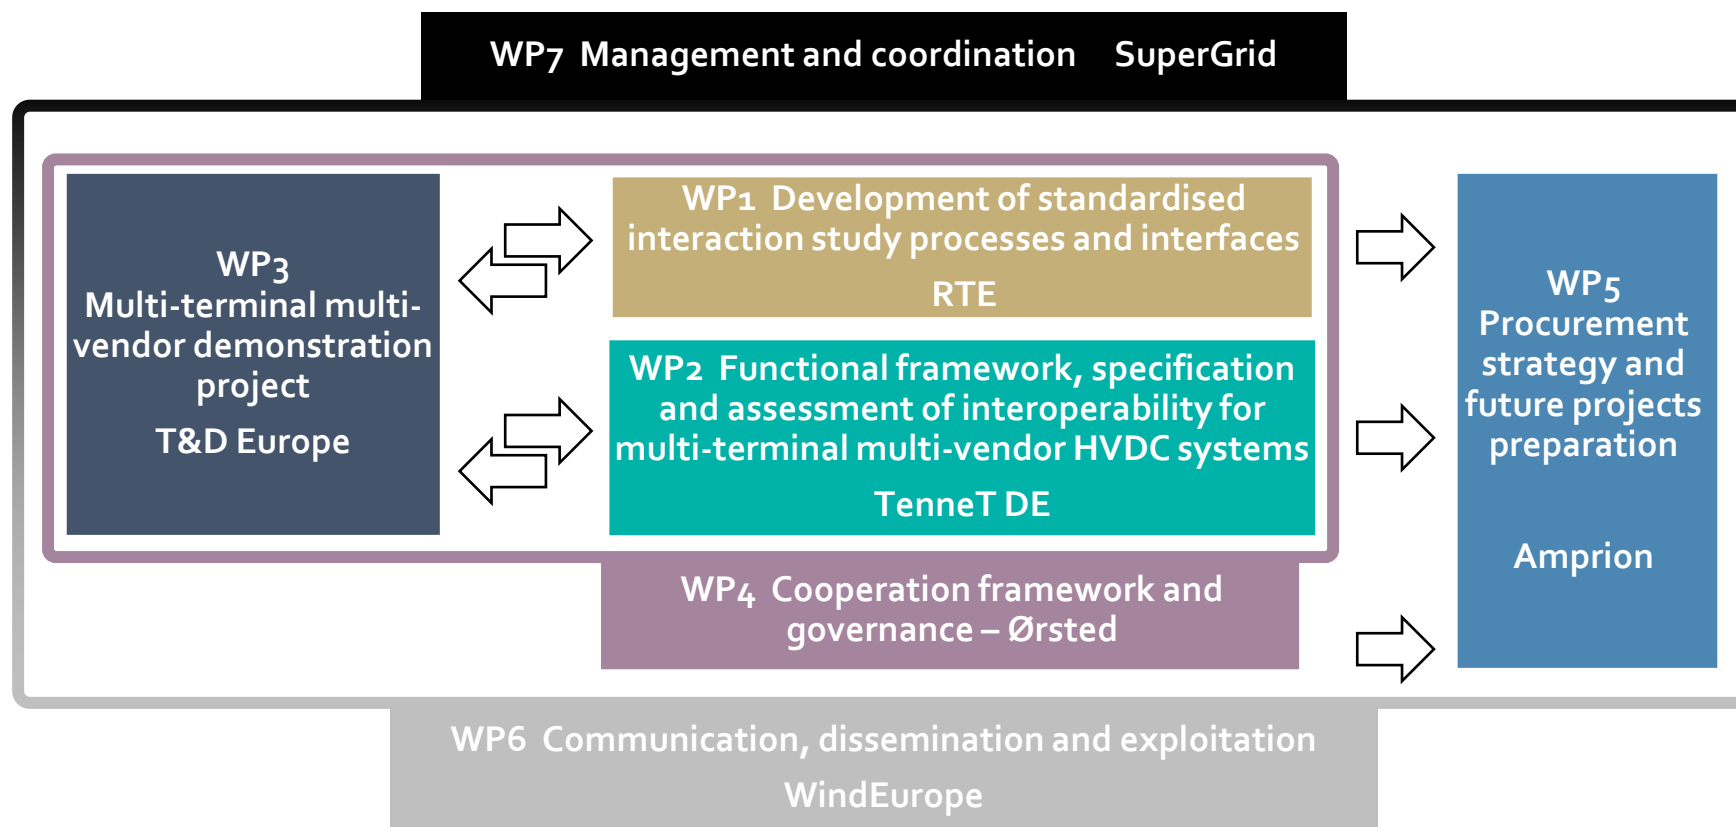 WP7 Management and coordination SuperGrid
WP3
Multi-terminal multi-
vendor demonstration
project
T&D Europe
WP1 Development of standardised
interaction study processes and interfaces
RTE
WP2 Functional framework, specification
and assessment of interoperability for
multi-terminal multi-vendor HVDC systems
TenneT DE
WP4 Cooperation framework and
governance – Ørsted
WP5
Procurement
strategy and
future projects
preparation
Amprion
WP6 Communication, dissemination and exploitation
WindEurope